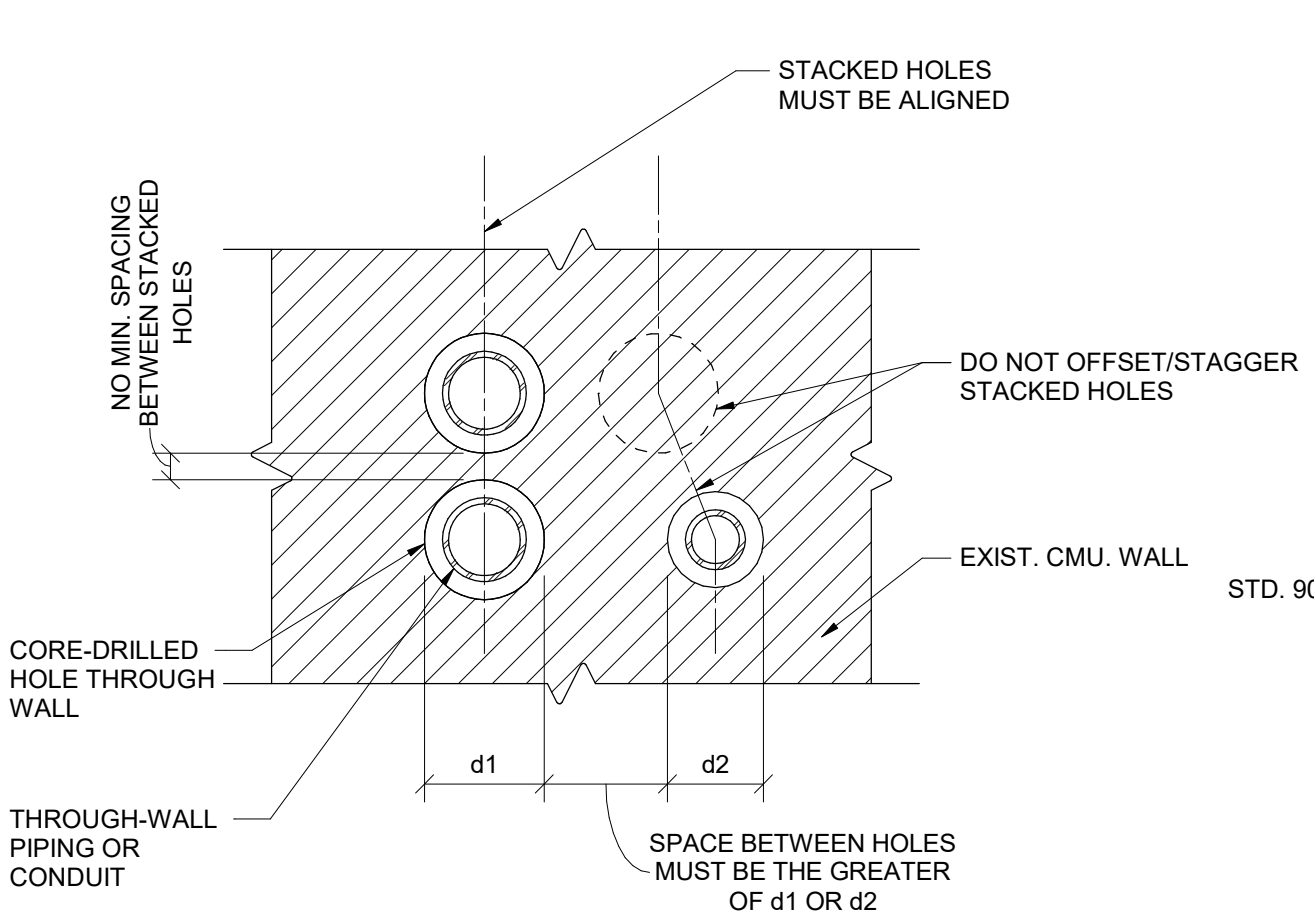 STACKED HOLES
MUST BE ALIGNED
NO MIN. SPACING
BETWEEN STACKED
HOLES
DO NOT OFFSET/STAGGER
STACKED HOLES
EXIST. CMU. WALL
STD. 90
CORE-DRILLED
HOLE THROUGH
WALL
d1
d2
THROUGH-WALL
PIPING OR
CONDUIT
SPACE BETWEEN HOLES
MUST BE THE GREATER
OF d1 OR d2